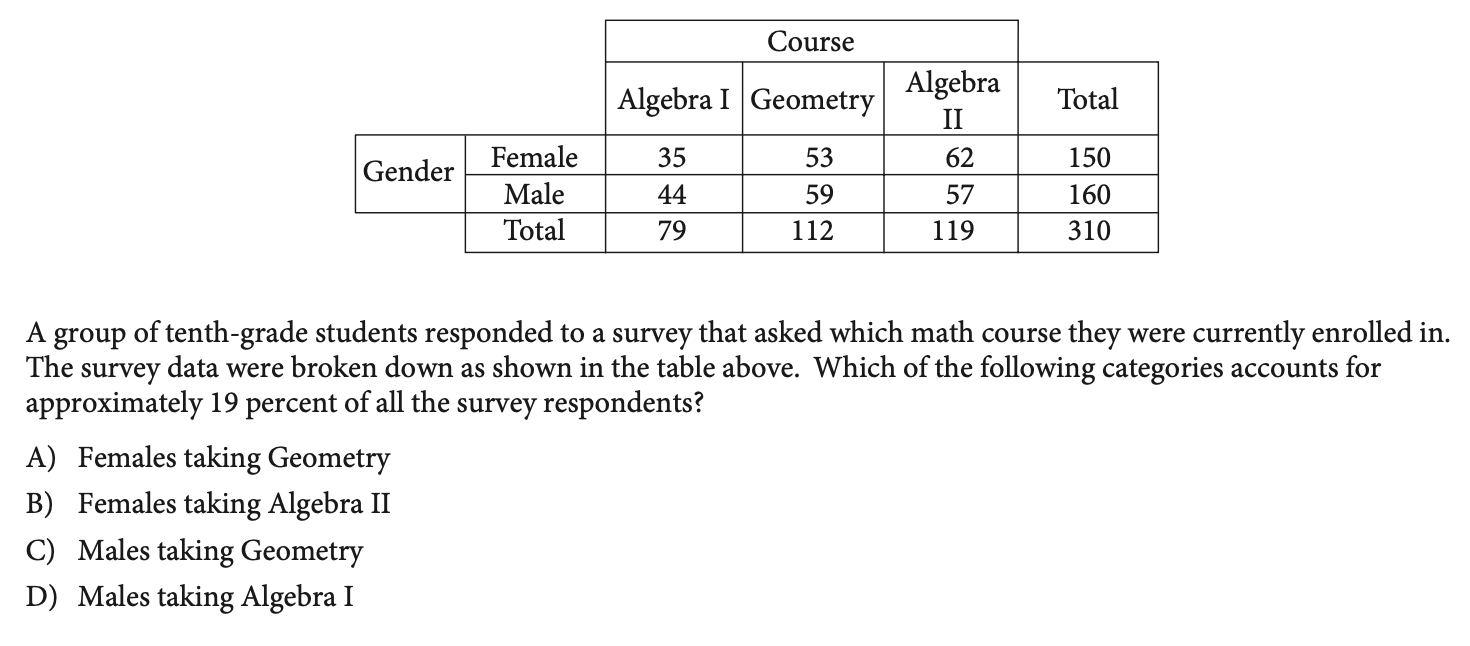 Course
Algebra I Geometry Algebra II Total
Gender Female 35 53 62 150
Male 44 59 57 160
Total 79 112 119 310
A group of tenth-grade students responded to a survey that asked which math course they were currently enrolled in.
The survey data were broken down as shown in the table above. Which of the following categories accounts for
approximately 19 percent of all the survey respondents?
A) Females taking Geometry
B) Females taking Algebra II
C) Males taking Geometry
D) Males taking Algebra I